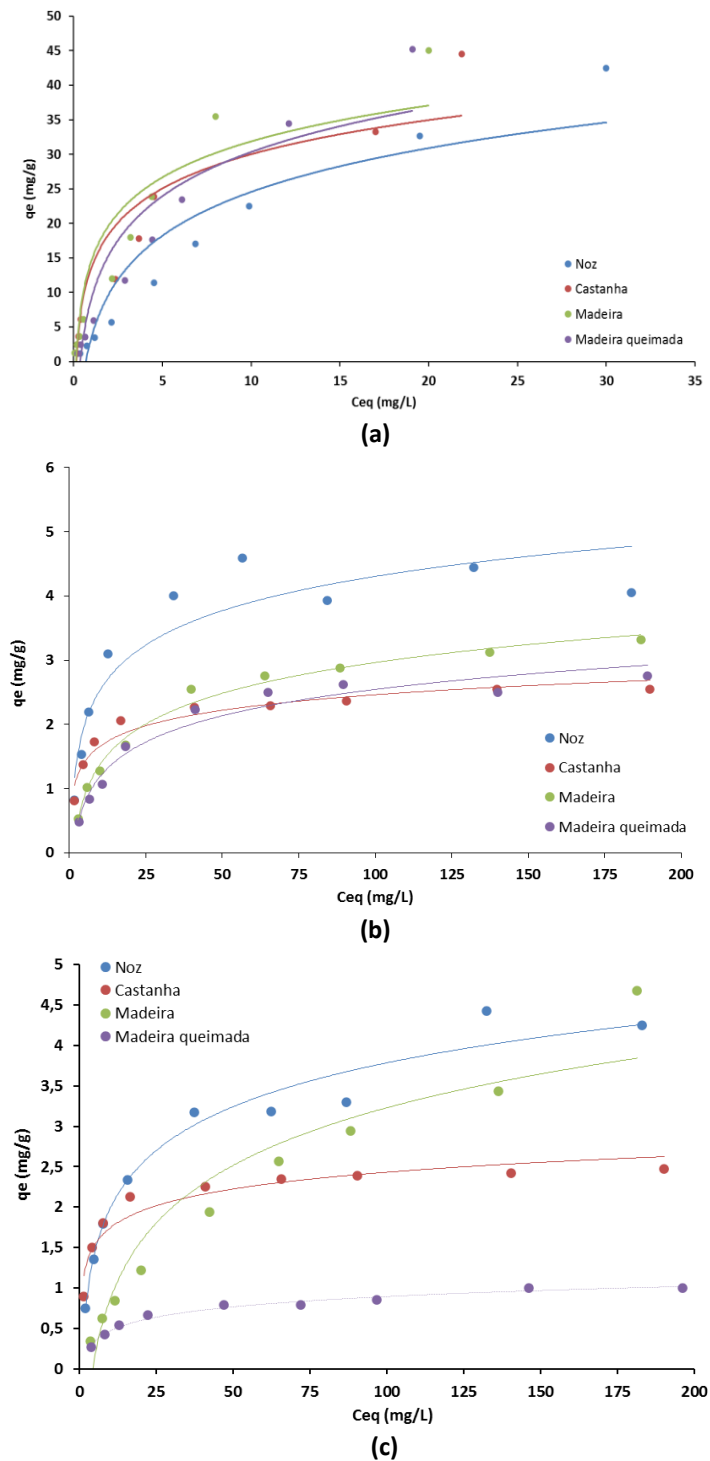 50
45
40
35
30
25
20
15
10
5
0
qe (mg/g)
Noz
Castanha
Madeira
Madeira queimada
0 5 10 15 20 25 30 35
Ceq (mg/L)
(a)
6
5
4
3
2
1
0
qe (mg/g)
Noz
Castanha
Madeira
Madeira queimada
0 25 50 75 100 125 150 175 200
Ceq (mg/L)
(b)
Noz
Castanha
Madeira
Madeira queimada
5
4,5
4
3,5
3
2,5
2
1,5
1
0,5
0
qe (mg/g)
0 25 50 75 100 125 150 175 200
Ceq (mg/L)
(c)